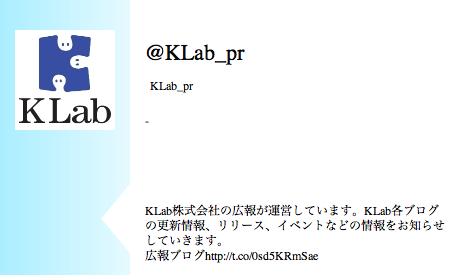 KLab
@KLab_pr
KLab_pr
-
KLab株式会社の広報が運営しています。KLab各ブログ
の更新情報、リリース、イベントなどの情報をお知らせ
していきます。
広報ブログhttp://t.co/0sd5KRmSae